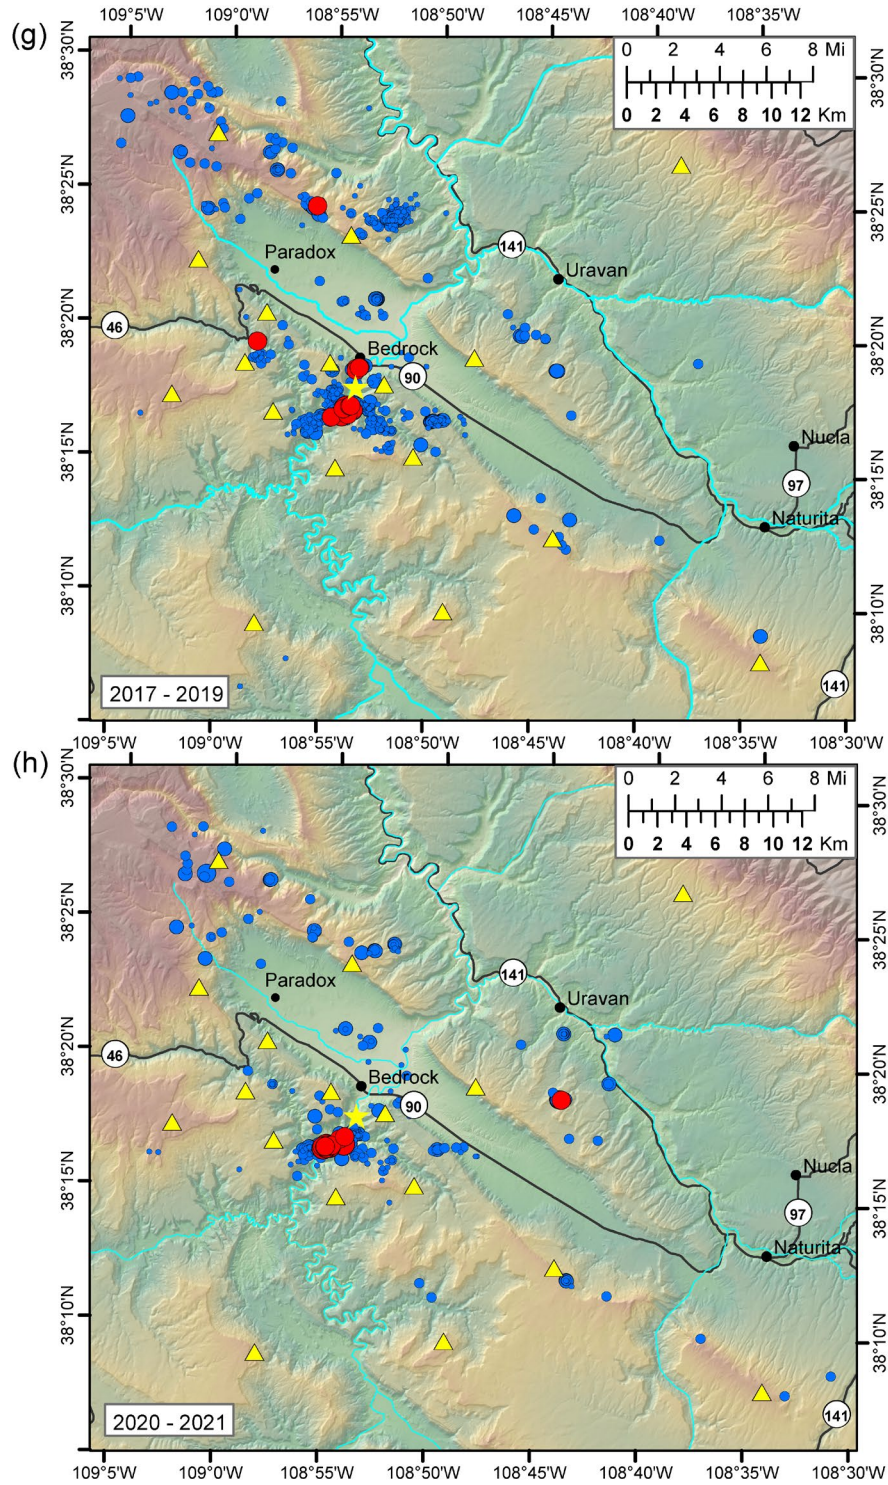 (g)
109°5'W 109°0'W 108°55'W 108°50'W 108°45'W 108°40'W 108°35'W
0 2 4 6 8 Mi
0 2 4 6 8 10 12 Km
38°30'N 38°30'N
38°25'N 38°25'N
141
Paradox
Uravan
38°20'N 38°20'N
46
Bedrock
90
Nucla
38°15'N 38°15'N
97
Naturita
38°10'N 38°10'N
141
2017 - 2019
109°5'W 109°0'W 108°55'W 108°50'W 108°45'W 108°40'W 108°35'W 108°30'W
(h)
0 2 4 6 8 Mi
0 2 4 6 8 10 12 Km
38°30'N 38°30'N
38°25'N 38°25'N
141
Paradox
Uravan
38°20'N 38°20'N
46
Bedrock
90
Nucla
38°15'N 38°15'N
97
Naturita
38°10'N 38°10'N
141
2020 - 2021
109°5'W 109°0'W 108°55'W 108°50'W 108°45'W 108°40'W 108°35'W 108°30'W